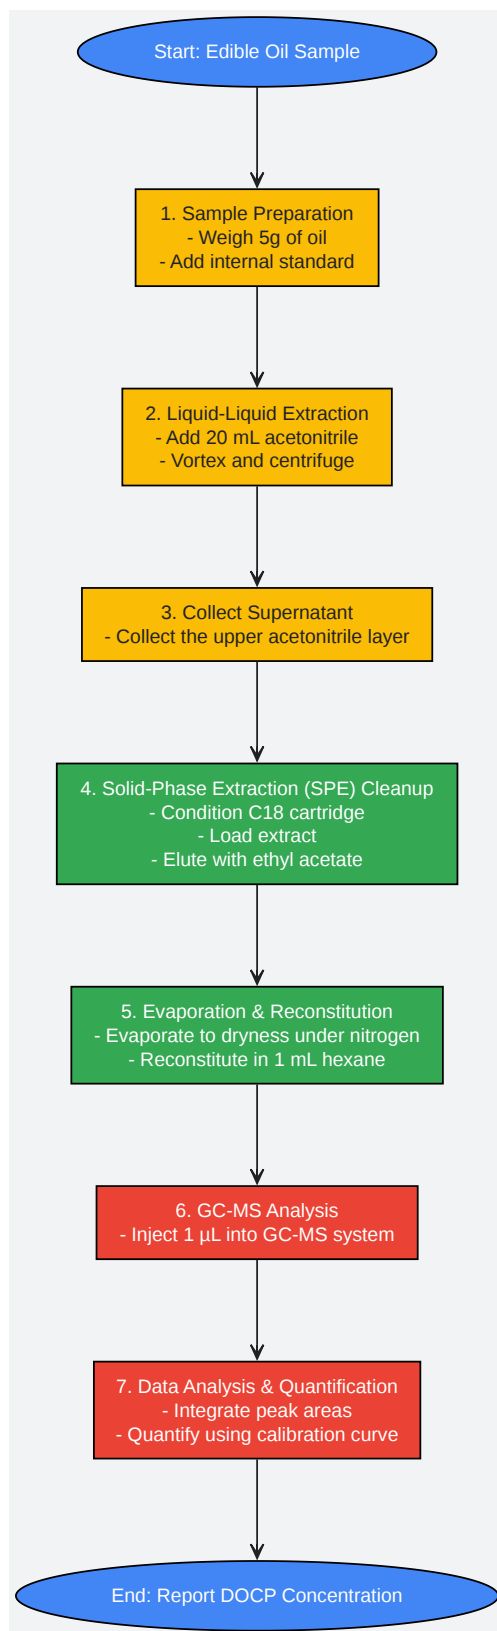 Start: Edible Oil Sample
1. Sample Preparation
- Weigh 5g of oil
- Add internal standard
2. Liquid-Liquid Extraction
- Add 20 mL acetonitrile
- Vortex and centrifuge
3. Collect Supernatant
- Collect the upper acetonitrile layer
4. Solid-Phase Extraction (SPE) Cleanup
- Condition C18 cartridge
- Load extract
- Elute with ethyl acetate
5. Evaporation & Reconstitution
- Evaporate to dryness under nitrogen
- Reconstitute in 1 mL hexane
6. GC-MS Analysis
- Inject 1 µL into GC-MS system
7. Data Analysis & Quantification
- Integrate peak areas
- Quantify using calibration curve
End: Report DOCP Concentration